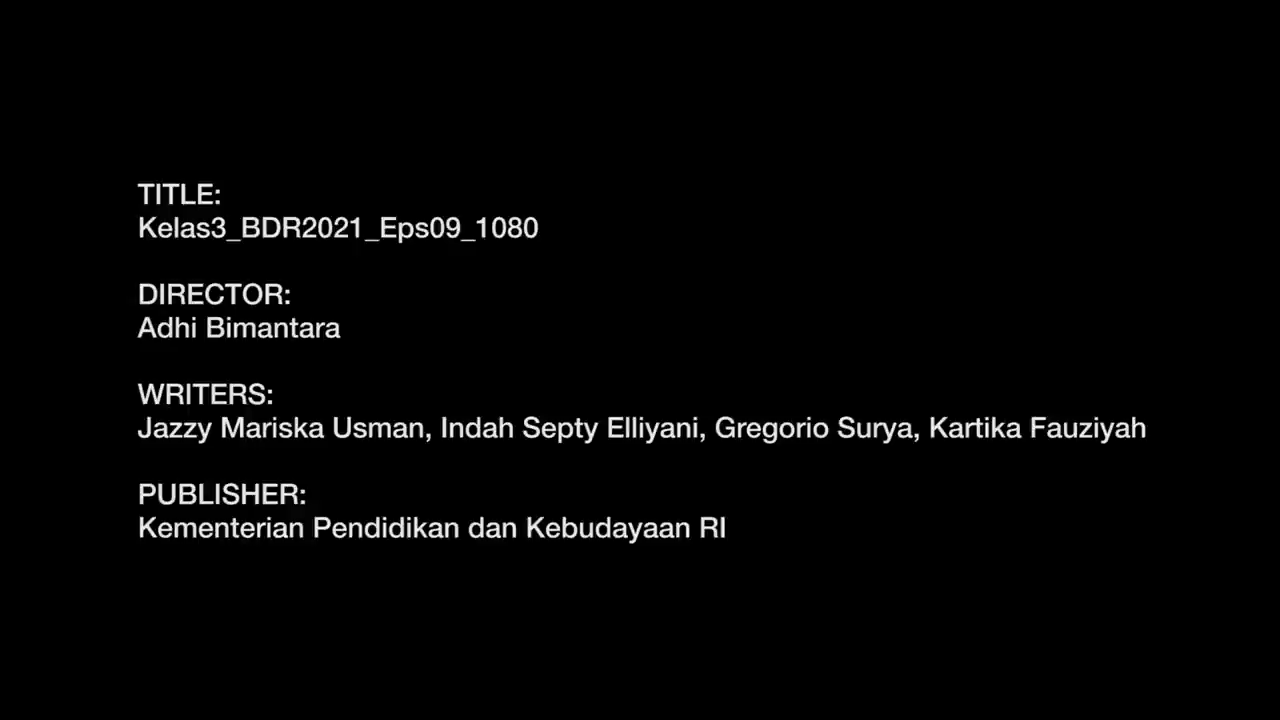 TITLE:
Kelas3_BDR2021_Eps09_1080
DIRECTOR:
Adhi Bimantara
WRITERS:
Jazzy Mariska Usman, Indah Septy Elliyani, Gregorio Surya, Kartika Fauziyah
PUBLISHER:
Kementerian Pendidikan dan Kebudayaan RI